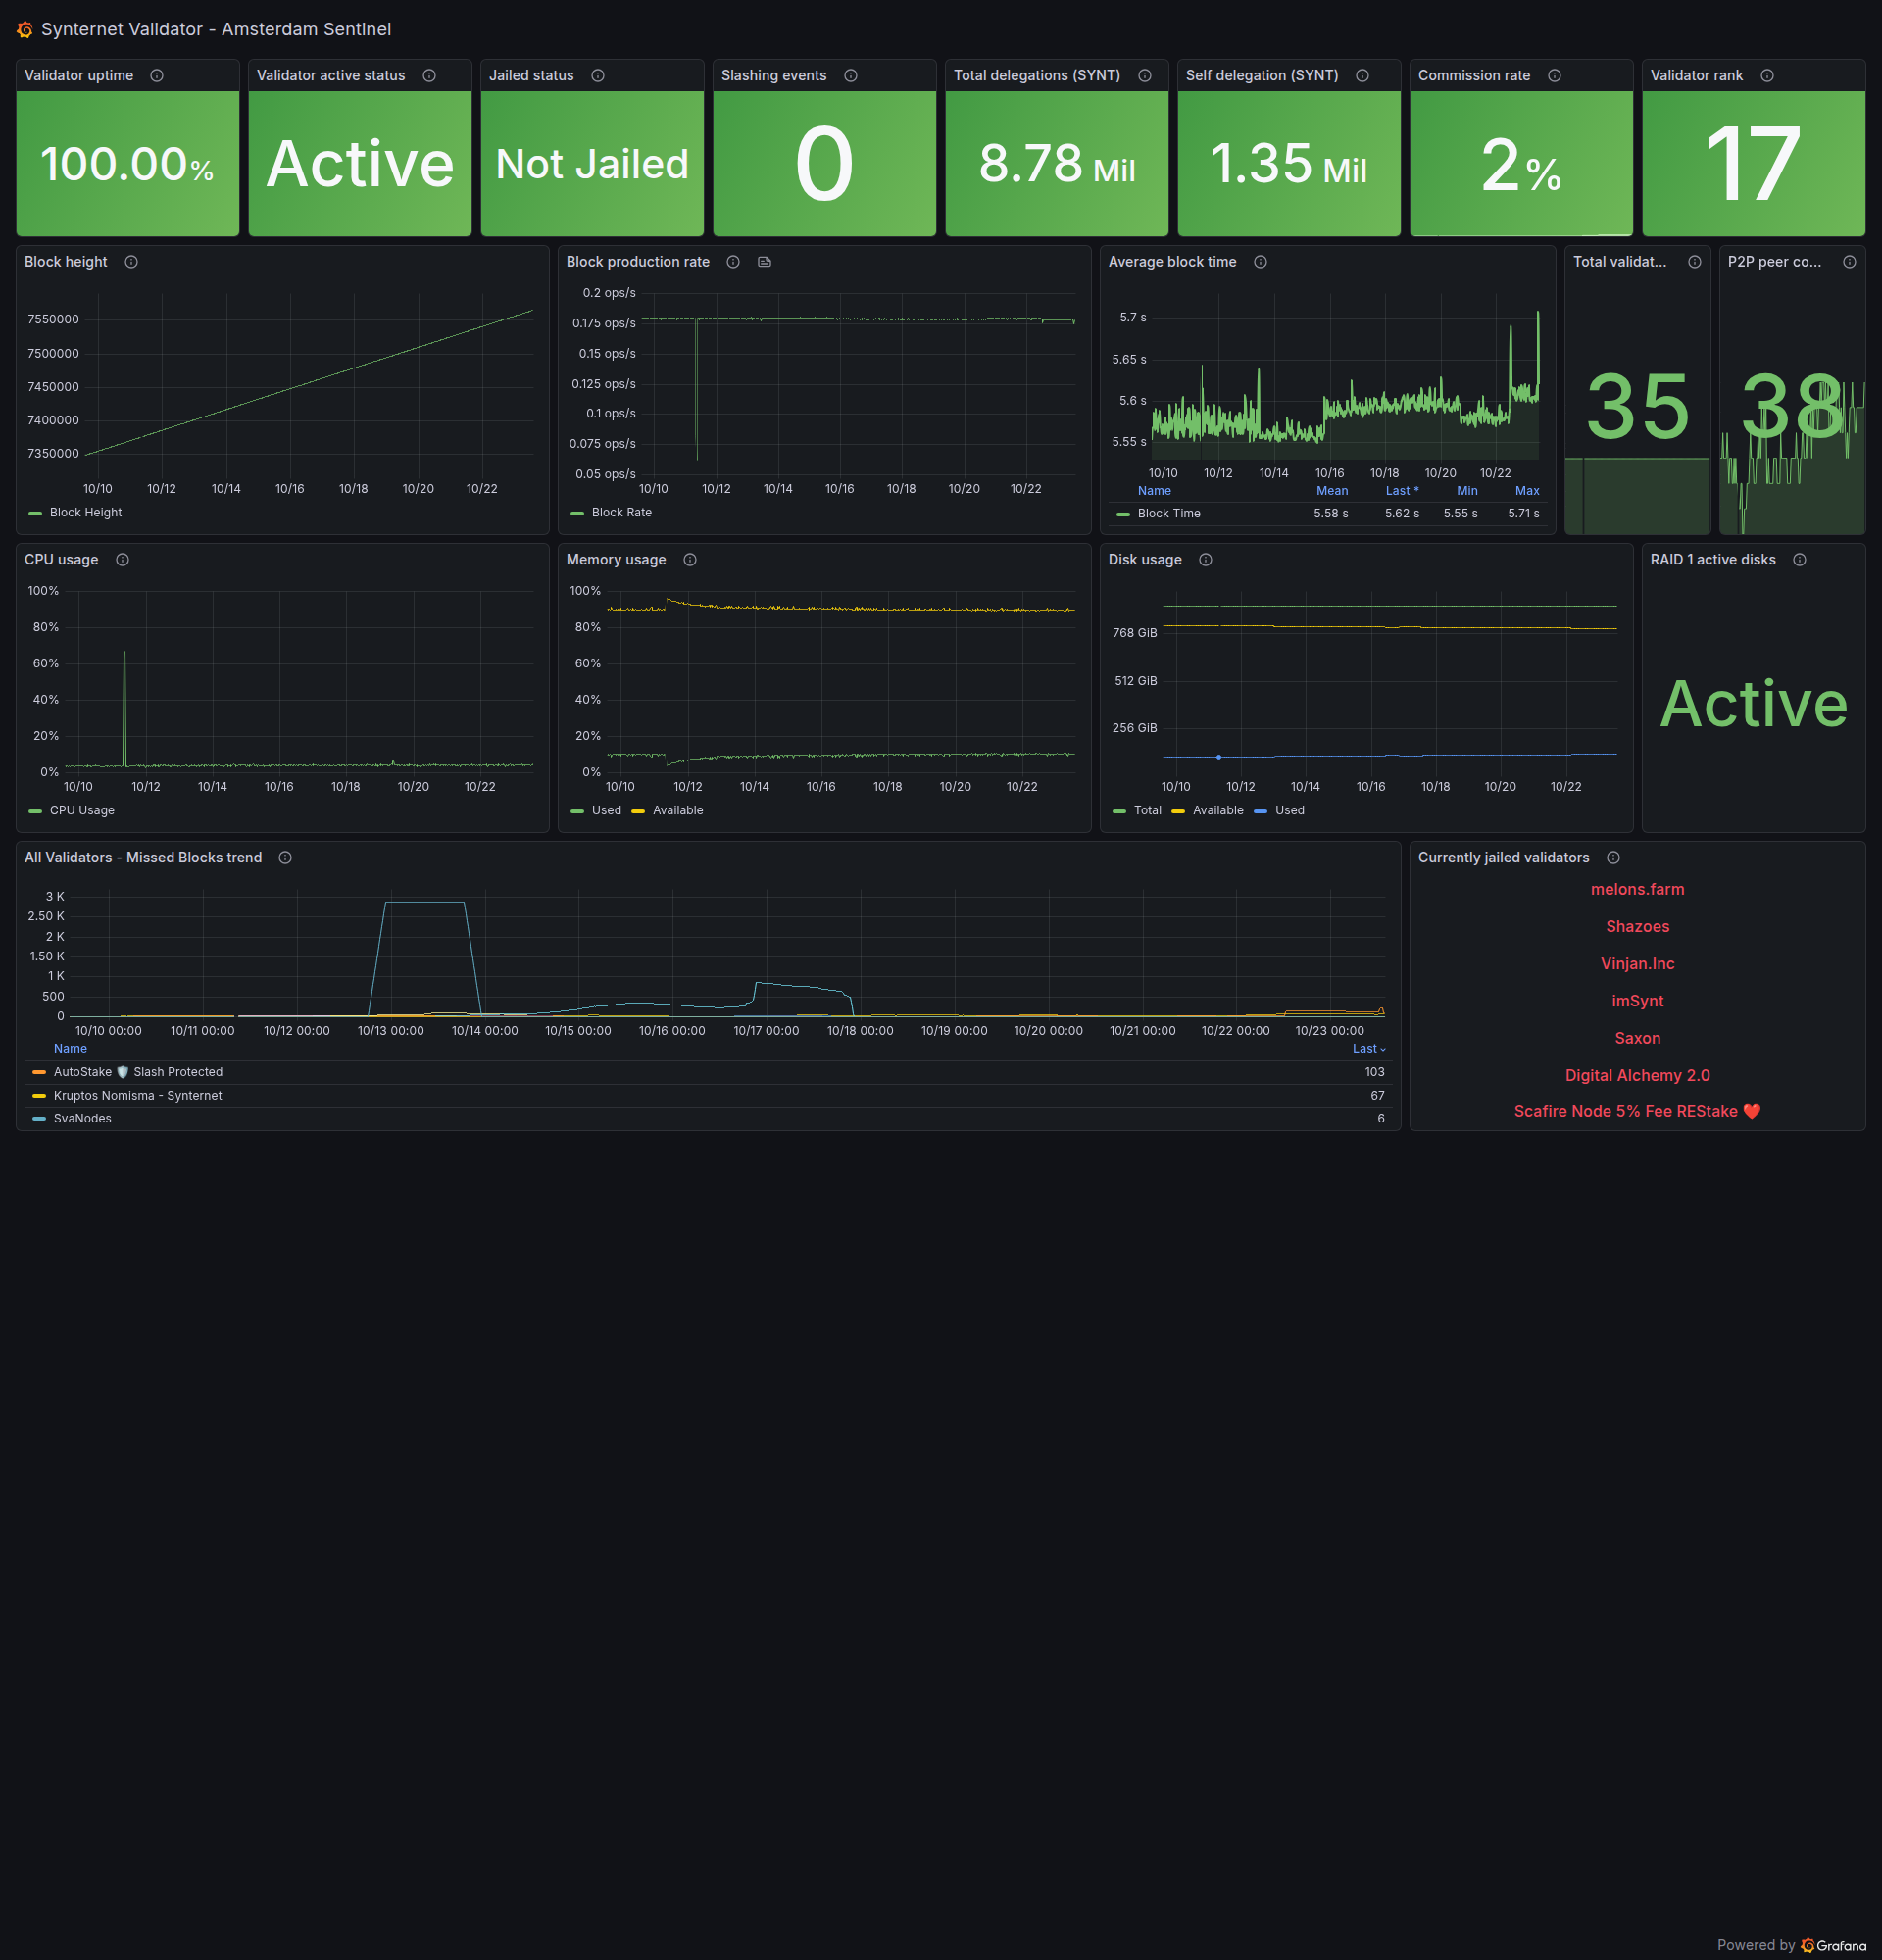 Synternet Validator - Amsterdam Sentinel
Validator uptime
100.00%
Validator active status
Active
Jailed status
Not Jailed
Slashing events
0
Total delegations (SYNT)
8.78 Mil
Self delegation (SYNT)
1.35 Mil
Commission rate
2%
Validator rank
17
Block height
7550000
7500000
7450000
7400000
7350000
10/10 10/12 10/14 10/16 10/18 10/20 10/22
Block Height
Block production rate
0.2 ops/s
0.175 ops/s
0.15 ops/s
0.125 ops/s
0.1 ops/s
0.075 ops/s
0.05 ops/s
10/10 10/12 10/14 10/16 10/18 10/20 10/22
Block Rate
Average block time
5.7 s
5.65 s
5.6 s
5.55 s
10/10 10/12 10/14 10/16 10/18 10/20 10/22
Name Mean Last * Min Max
Block TIme 5.58 s 5.62 s 5.55 s 5.71 s
Total validat...
35
P2P peer co...
38
CPU usage
100%
80%
60%
40%
20%
0%
10/10 10/12 10/14 10/16 10/18 10/20 10/22
CPU Usage
Memory usage
100%
80%
60%
40%
20%
0%
10/10 10/12 10/14 10/16 10/18 10/20 10/22
Used Available
Disk usage
768 GiB
512 GiB
256 GiB
10/10 10/12 10/14 10/16 10/18 10/20 10/22
Total Available Used
RAID 1 active disks
Active
All Validators - Missed Blocks trend
3 K
2.50 K
2 K
1.50 K
1 K
500
0
10/10 00:00 10/11 00:00 10/12 00:00 10/13 00:00 10/14 00:00 10/15 00:00 10/16 00:00 10/17 00:00 10/18 00:00 10/19 00:00 10/20 00:00 10/21 00:00 10/22 00:00 10/23 00:00
Name Last
AutoStake 🛡️ Slash Protected 103
Kruptos Nomisma - Synternet 67
SvaNodes 6
Currently jailed validators
melons.farm
Shazoes
Vinjan.Inc
imSynt
Saxon
Digital Alchemy 2.0
Scafire Node 5% Fee REStake ❤️
Powered by Grafana